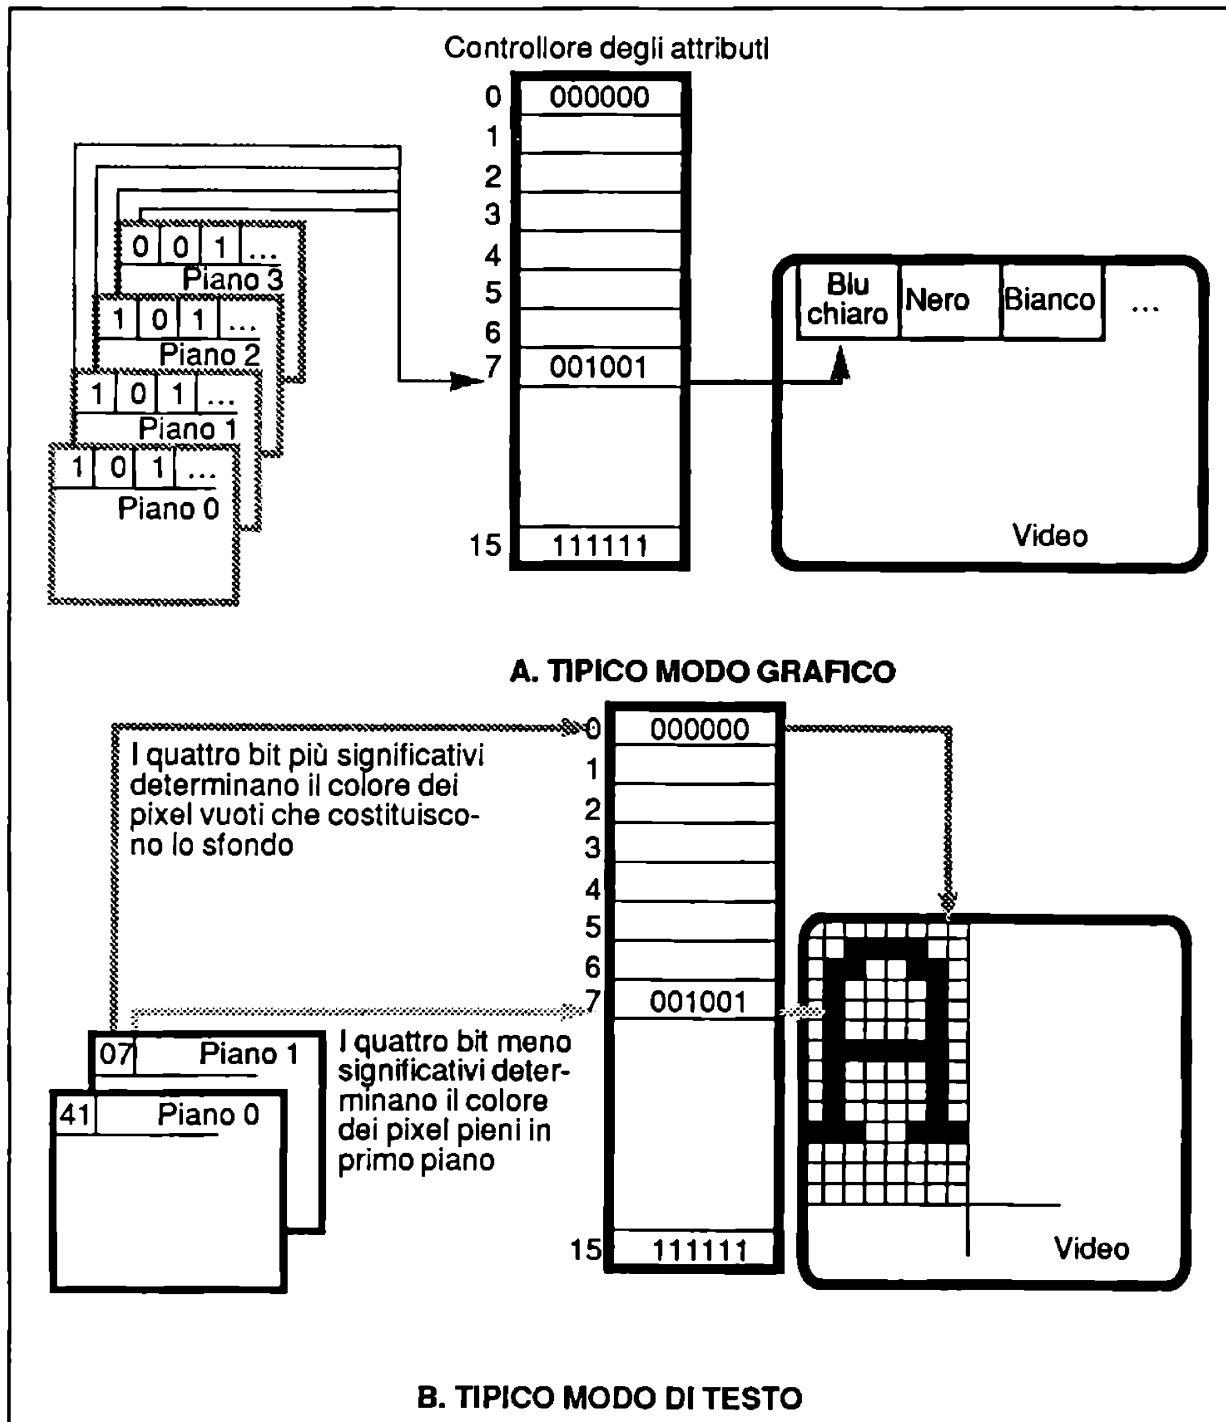 Controllore degli attributi
0 000000
1
2
3
4
5
6
7 001001
15 111111
0 0 1 ...
Piano 3
1 0 1 ...
Piano 2
1 0 1 ...
Piano 1
1 0 1 ...
Piano 0
Blu chiaro Nero Bianco ...
Video
A. TIPICO MODO GRAFICO
0 000000
1
2
3
4
5
6
7 001001
15 111111
I quattro bit più significativi
determinano il colore dei
pixel vuoti che costituisco-
no lo sfondo
07 Piano 1
41 Piano 0
I quattro bit meno
significativi deter-
minano il colore
dei pixel pieni in
primo piano
Video
B. TIPICO MODO DI TESTO